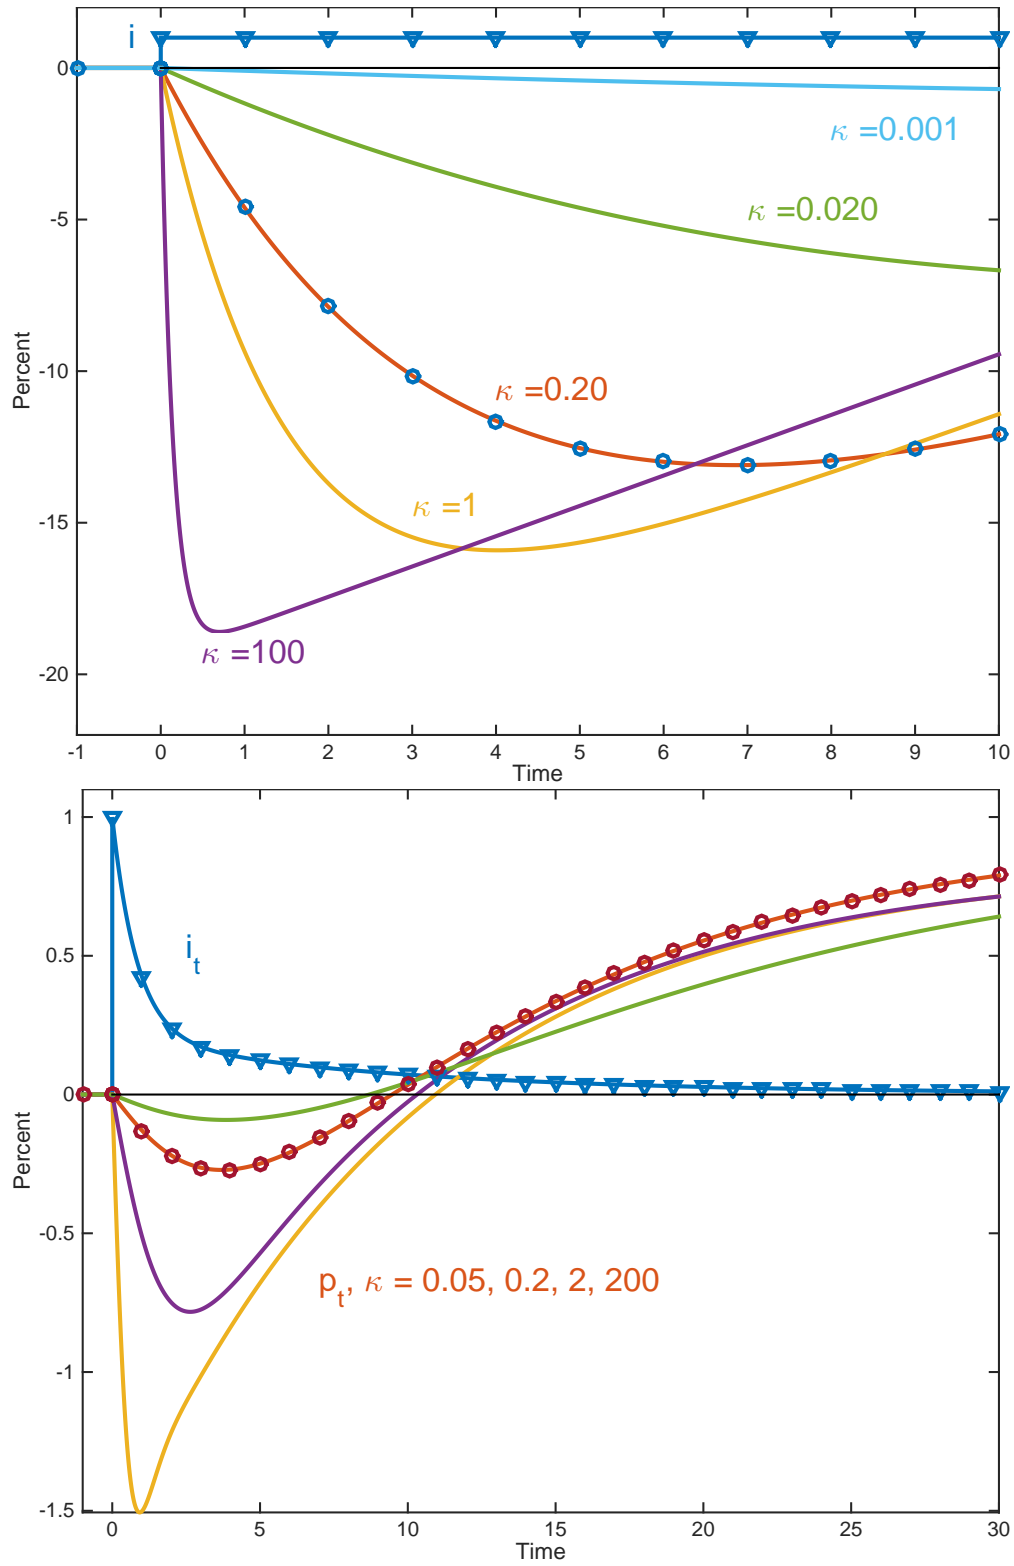 i
0
-5
-10
-15
-20
Percent
κ =0.001
κ =0.020
κ =0.20
κ =1
κ =100
-1 0 1 2 3 4 5 6 7 8 9 10
Time
1
0.5
0
-0.5
-1
-1.5
Percent
i_t
p_t, κ = 0.05, 0.2, 2, 200
0 5 10 15 20 25 30
Time